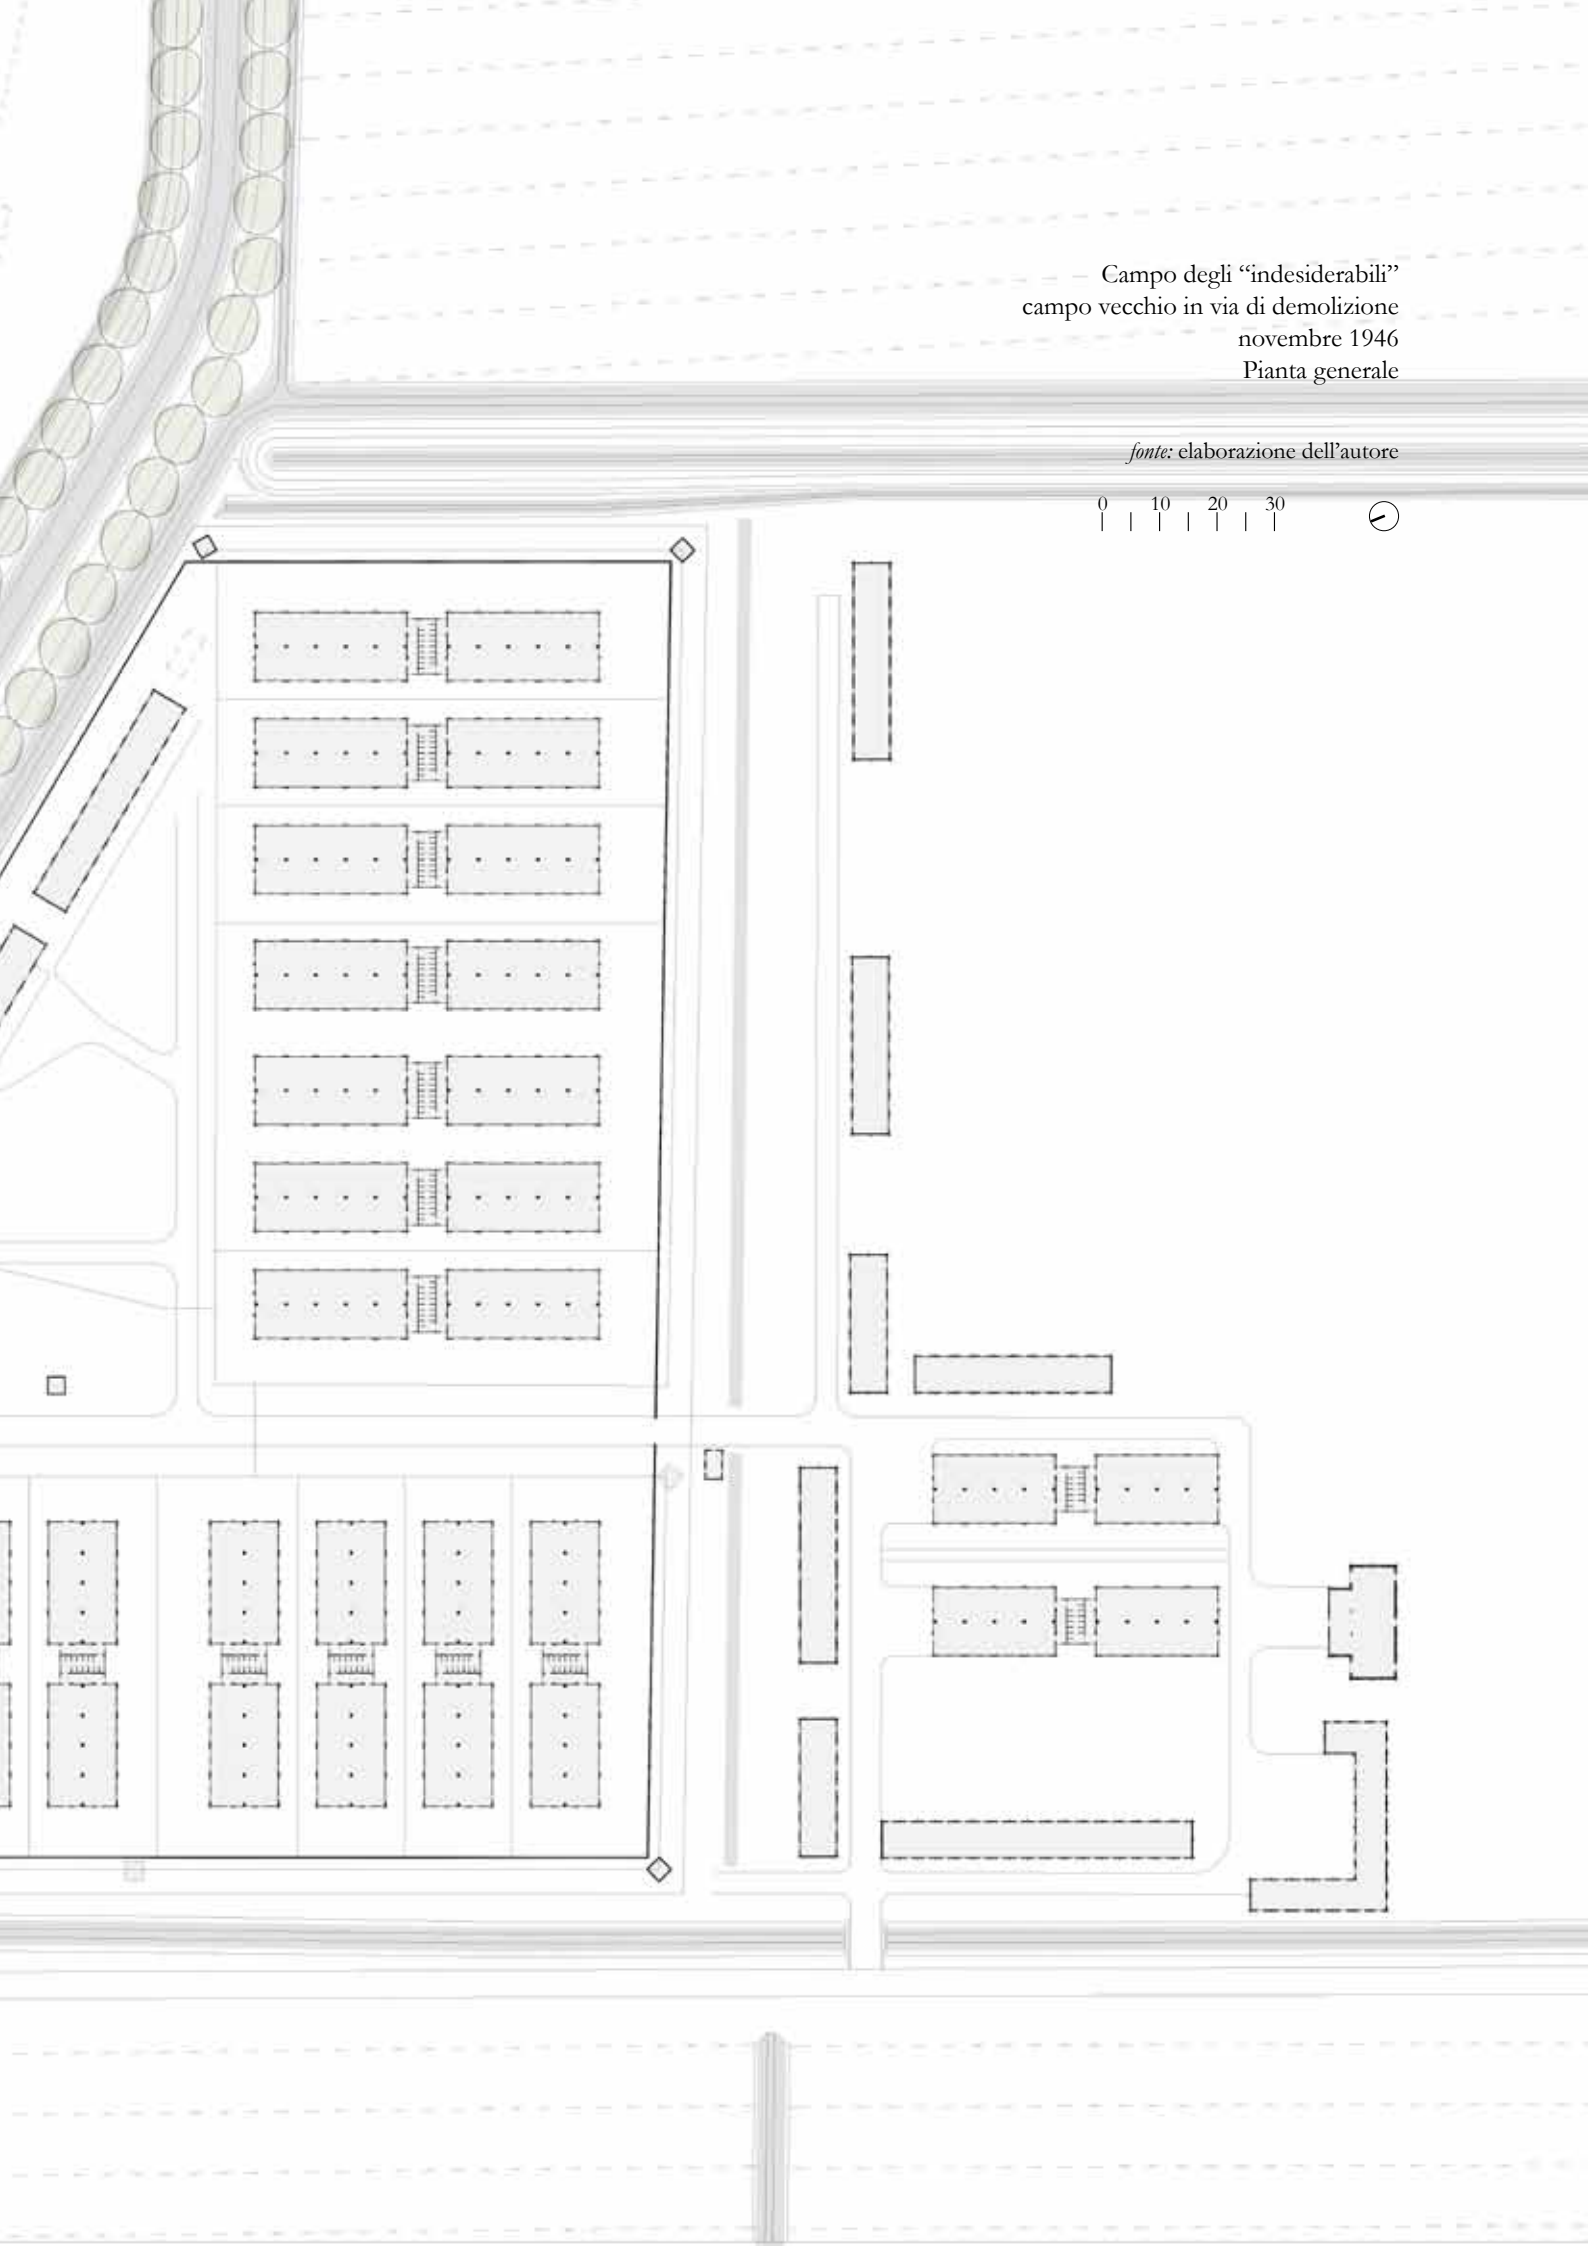 Campo degli “indesiderabili”
campo vecchio in via di demolizione
novembre 1946
Pianta generale
fonte: elaborazione dell’autore
0 10 20 30